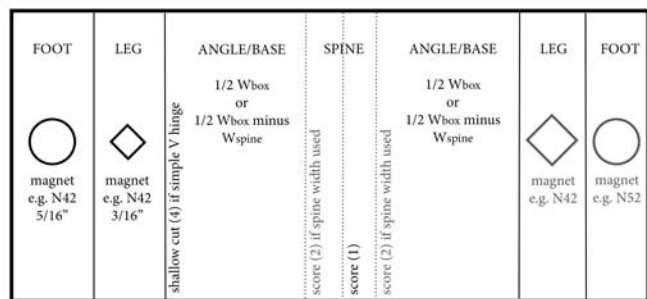 FOOT
LEG
ANGLE/BASE
SPINE
ANGLE/BASE
LEG
FOOT
magnet
e.g. N42
5/16”
magnet
e.g. N42
3/16”
shallow cut (4) if simple V hinge
1/2 Wbox
or
1/2 Wbox minus
Wspine
score (2) if spine width used
score (1)
score (2) if spine width used
1/2 Wbox
or
1/2 Wbox minus
Wspine
magnet
e.g. N42
magnet
e.g. N52